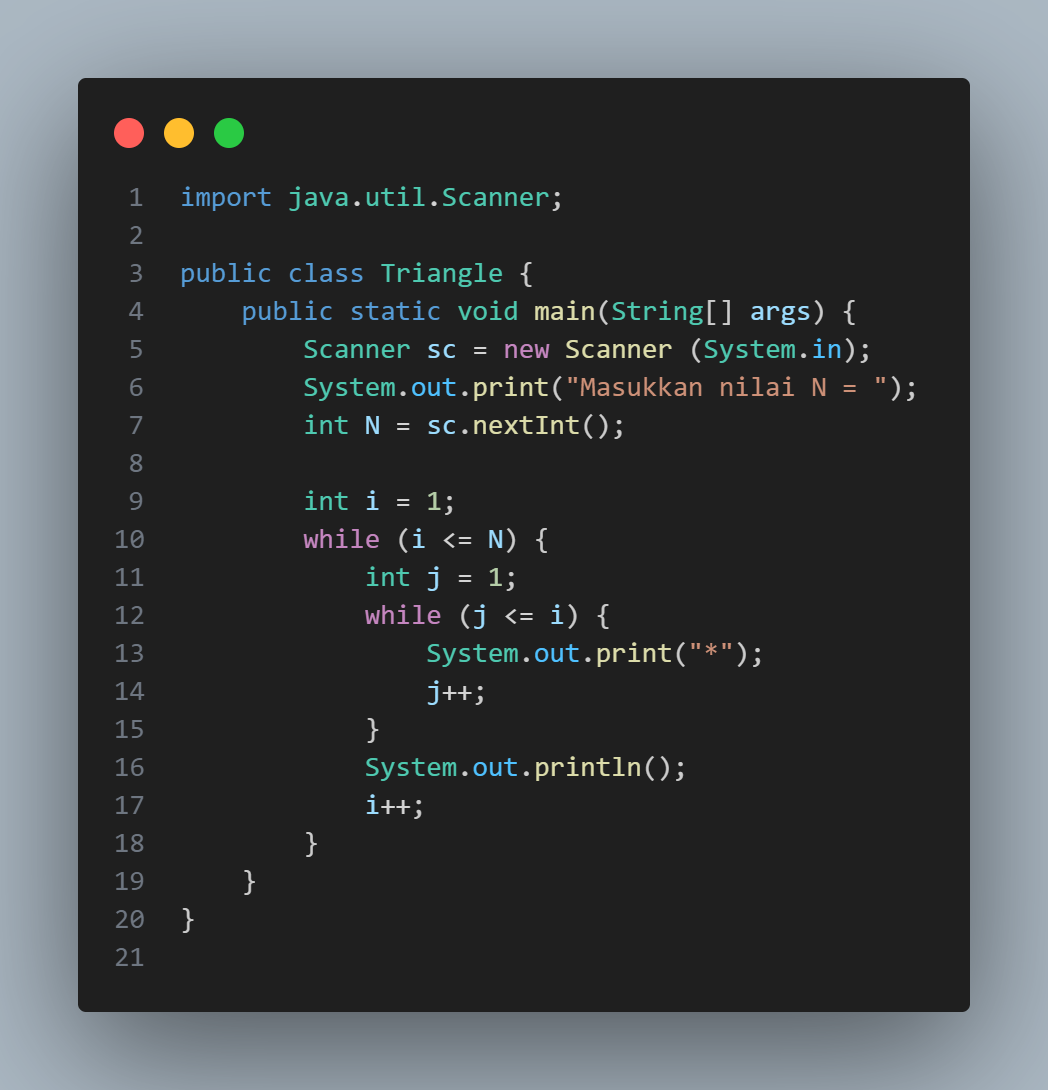 1 import java.util.Scanner;
2
3 public class Triangle {
4     public static void main(String[] args) {
5         Scanner sc = new Scanner (System.in);
6         System.out.print("Masukkan nilai N = ");
7         int N = sc.nextInt();
8
9         int i = 1;
10         while (i <= N) {
11             int j = 1;
12             while (j <= i) {
13                 System.out.print("*");
14                 j++;
15             }
16             System.out.println();
17             i++;
18         }
19     }
20 }
21